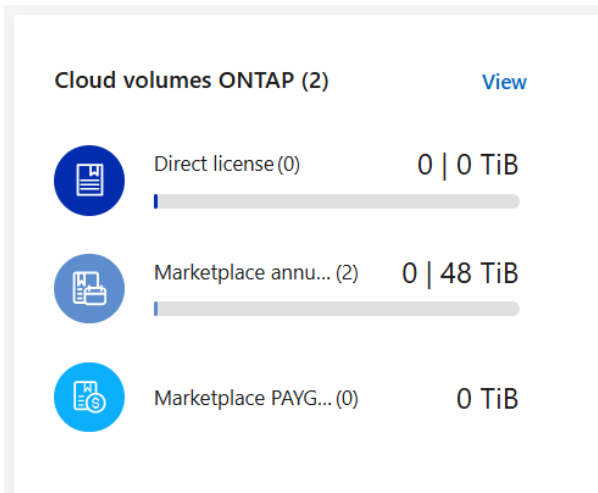 Cloud volumes ONTAP (2) View
Direct license (0) 0 | 0 TiB
Marketplace annu... (2) 0 | 48 TiB
Marketplace PAYG... (0) 0 TiB